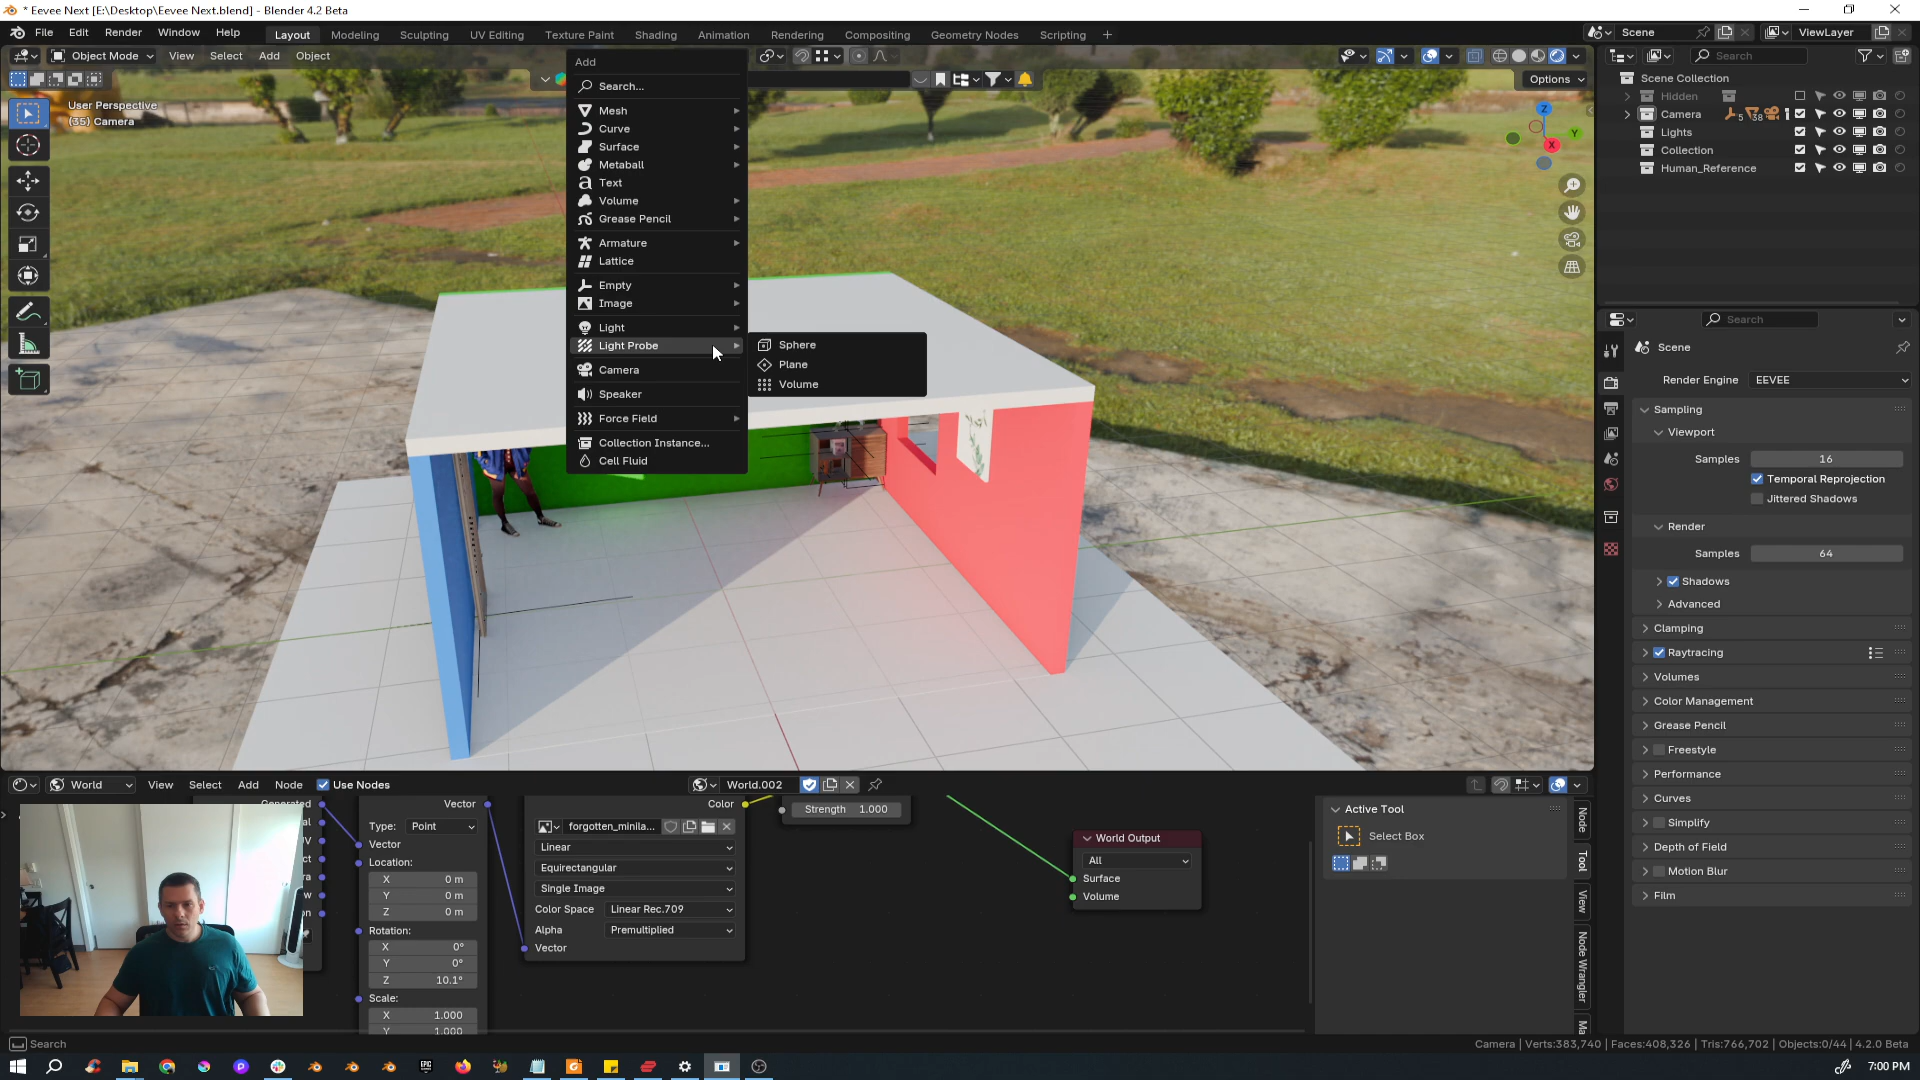 * Eevee Next [E:\Desktop\Eevee Next.blend] - Blender 4.2 Beta
File Edit Render Window Help
Layout Modeling Sculpting UV Editing Texture Paint Shading Animation Rendering Compositing Geometry Nodes Scripting +
Scene
ViewLayer
Object Mode View Select Add Object
Options
User Perspective
(35) Camera
Z
Y
X
Add
Search...
Mesh
Curve
Surface
Metaball
Text
Volume
Grease Pencil
Armature
Lattice
Empty
Image
Light
Light Probe
Camera
Speaker
Force Field
Collection Instance...
Cell Fluid
Sphere
Plane
Volume
Search
Scene Collection
Hidden
Camera 5 38
Lights
Collection
Human_Reference
Search
Scene
Render Engine EEVEE
Sampling
Viewport
Samples 16
Temporal Reprojection
Jittered Shadows
Render
Samples 64
Shadows
Advanced
Clamping
Raytracing
Volumes
Color Management
Grease Pencil
Freestyle
Performance
Curves
Simplify
Depth of Field
Motion Blur
Film
World View Select Add Node Use Nodes
World.002
Generated
Vector
Type: Point
Vector
Location:
X 0 m
Y 0 m
Z 0 m
Rotation:
X 0°
Y 0°
Z 10.1°
Scale:
X 1.000
Y 1.000
Color
forgotten_minila...
Linear
Equirectangular
Single Image
Color Space Linear Rec.709
Alpha Premultiplied
Vector
Strength 1.000
World Output
All
Surface
Volume
Active Tool
Select Box
Node
Tool
View
Node Wrangler
Search
Camera | Verts:383,740 | Faces:408,326 | Tris:766,702 | Objects:0/44 | 4.2.0 Beta
EPIC
7:00 PM